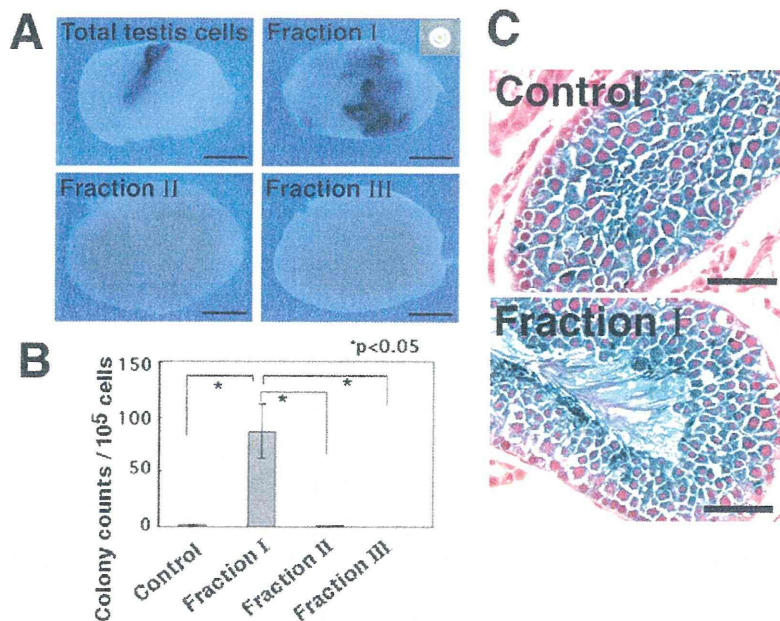 A
Total testis cells
Fraction I
Fraction II
Fraction III
B
*p<0.05
Colony counts / 10⁵ cells
150
100
50
0
*
*
*
Control
Fraction I
Fraction II
Fraction III
C
Control
Fraction I